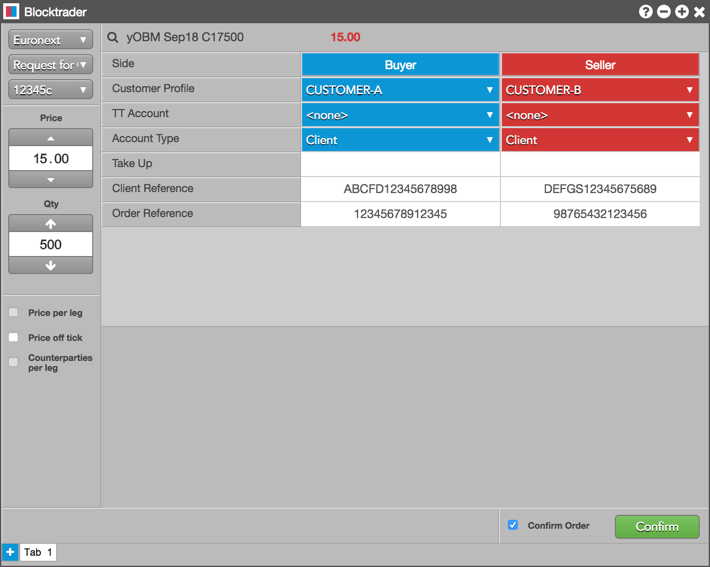 Blocktrader
Euronext
Request for
12345c
Price
15.00
Qty
500
Price per leg
Price off tick
Counterparties
per leg
yOBM Sep18 C17500 15.00
Side Buyer Seller
Customer Profile CUSTOMER-A CUSTOMER-B
TT Account <none> <none>
Account Type Client Client
Take Up
Client Reference ABCFD12345678998 DEFGS12345675689
Order Reference 12345678912345 98765432123456
Confirm Order Confirm
Tab 1